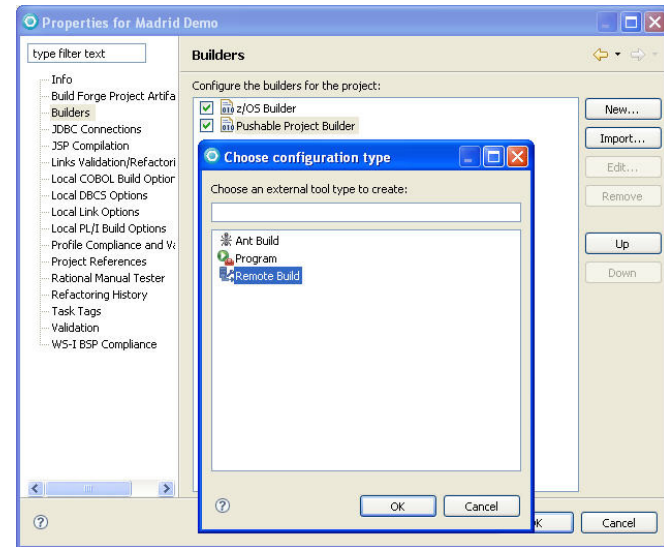 Properties for Madrid Demo
type filter text
Info
Build Forge Project Artifa
Builders
JDBC Connections
JSP Compilation
Links Validation/Refactori
Local COBOL Build Option
Local DBCS Options
Local Link Options
Local PL/I Build Options
Profile Compliance and Va
Project References
Rational Manual Tester
Refactoring History
Task Tags
Validation
WS-I BSP Compliance
Builders
Configure the builders for the project:
z/OS Builder
Pushable Project Builder
New...
Import...
Edit...
Remove
Up
Down
Choose configuration type
Choose an external tool type to create:
Ant Build
Program
Remote Build
OK
Cancel
K
Cancel